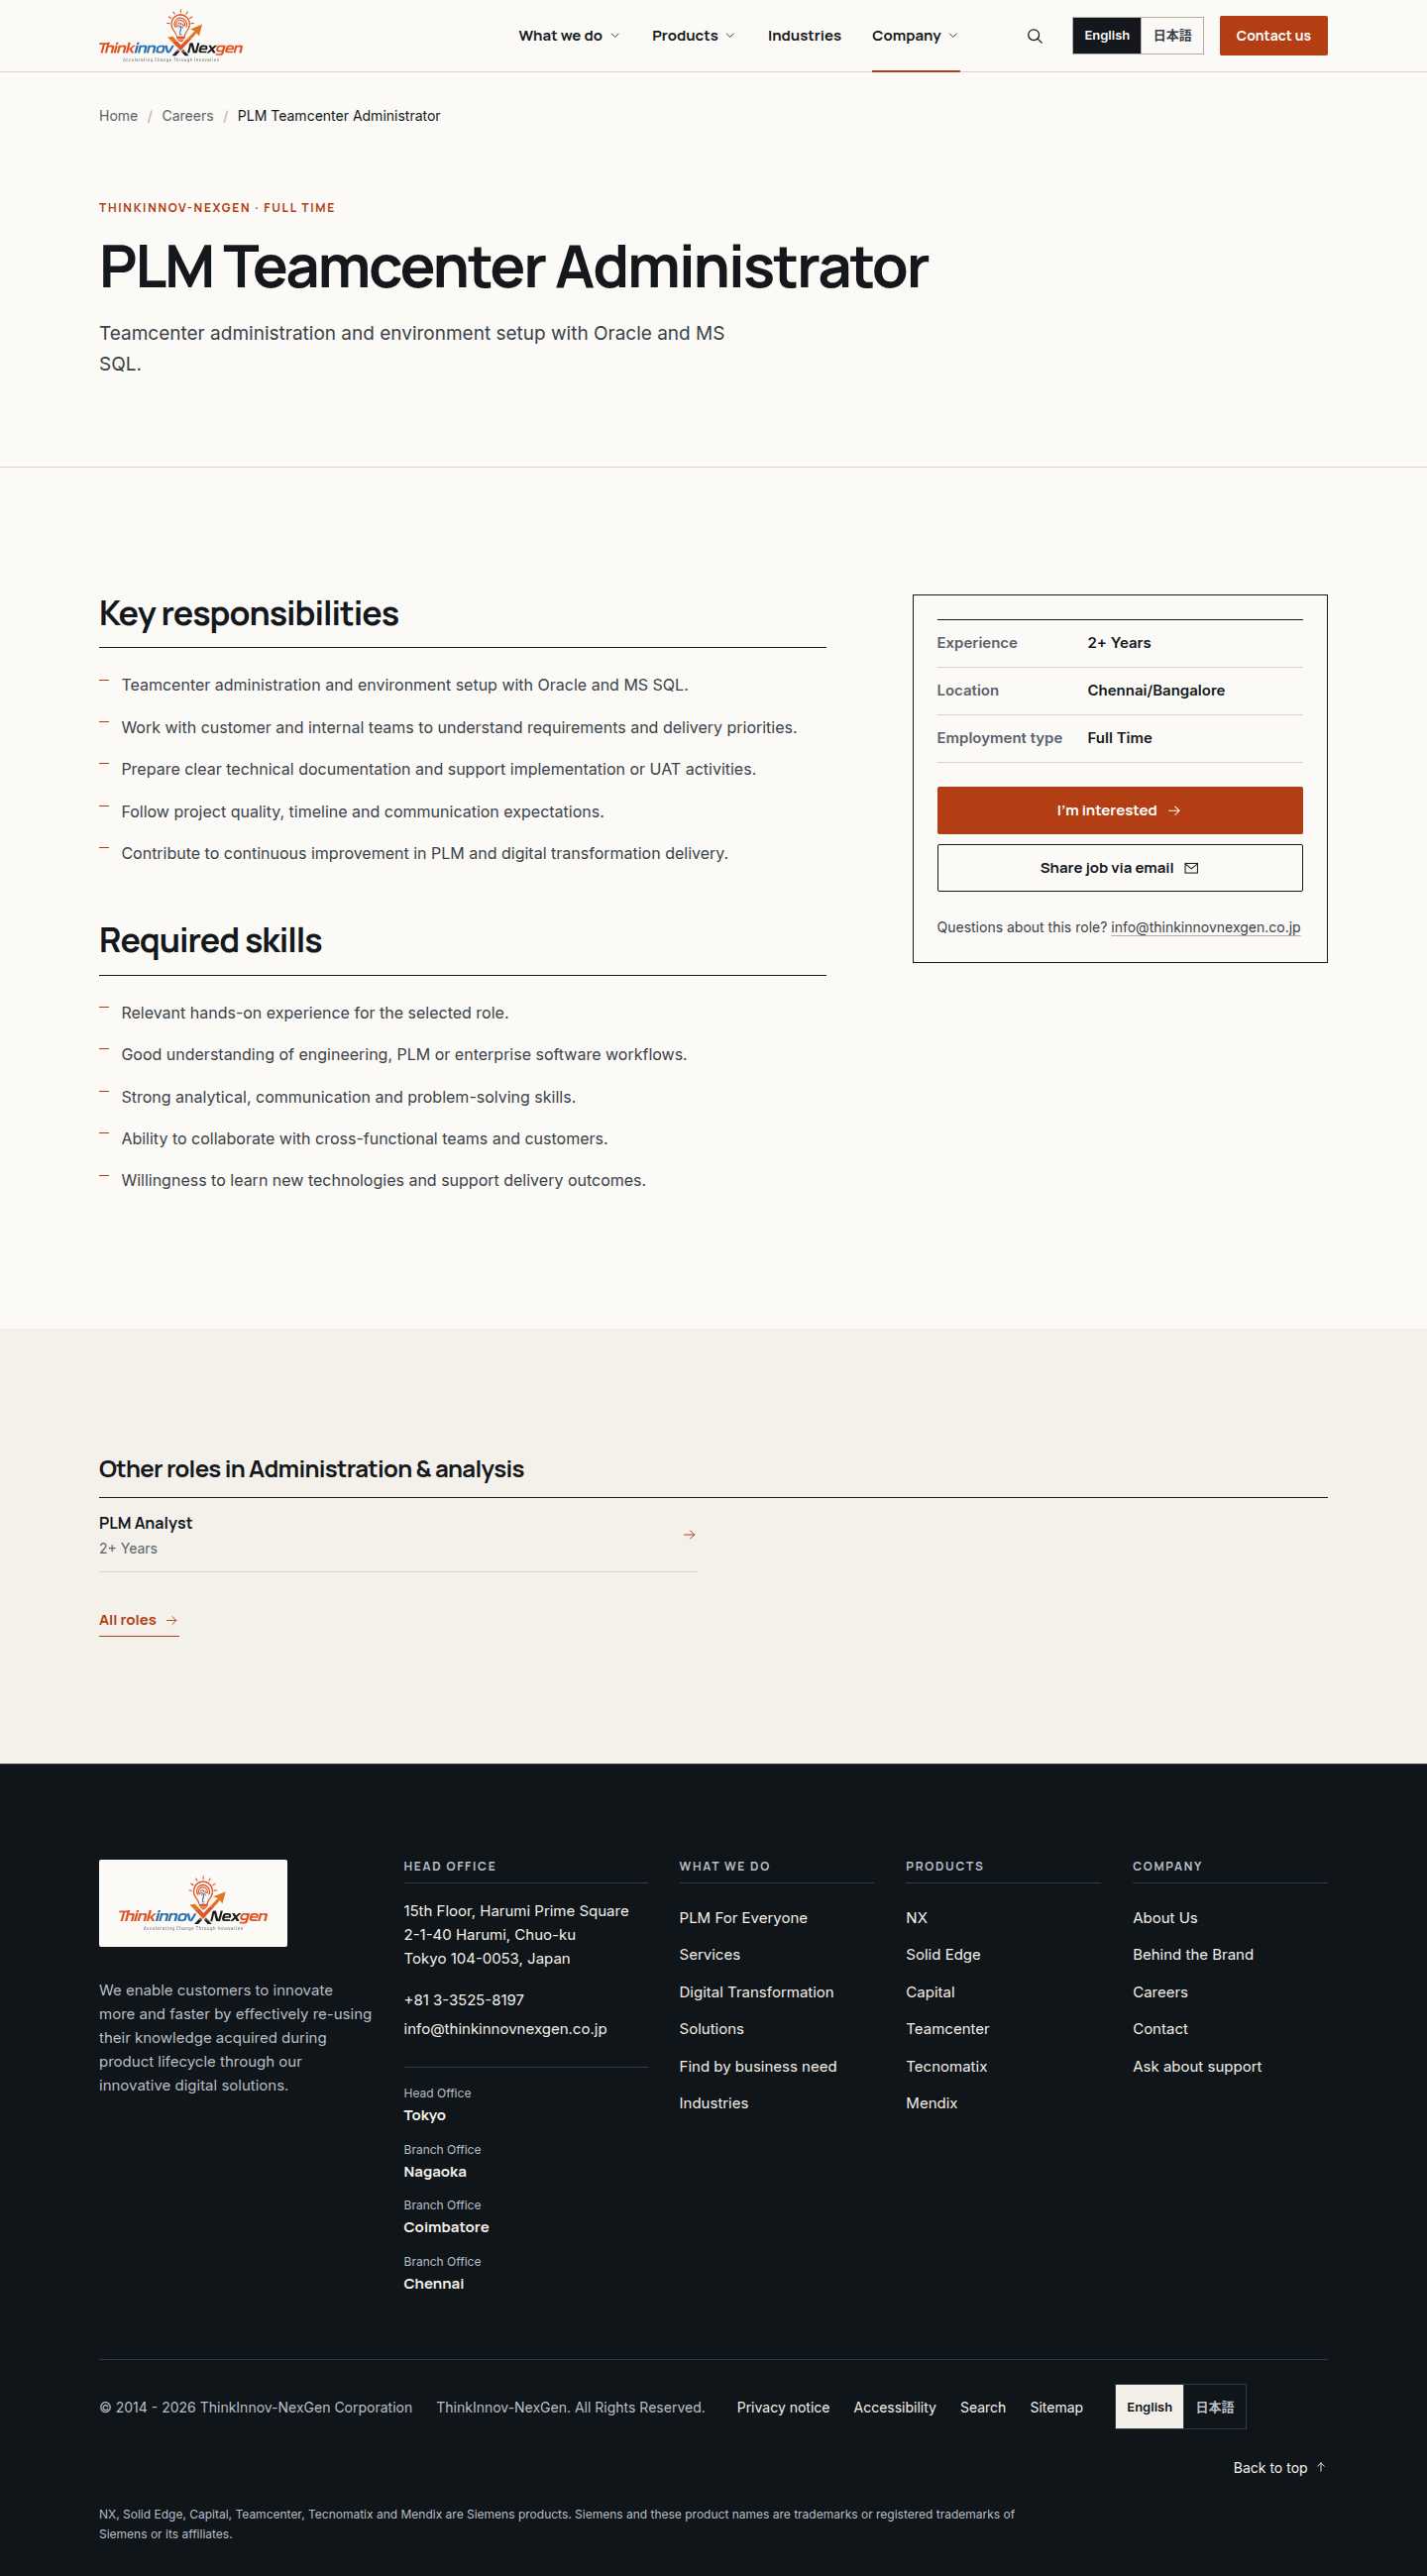 ThinkinnovXNexgen
Accelerating Change Through Innovation
What we do
Products
Industries
Company
English
日本語
Contact us
Home / Careers / PLM Teamcenter Administrator
THINKINNOV-NEXGEN · FULL TIME
PLM Teamcenter Administrator
Teamcenter administration and environment setup with Oracle and MS
SQL.
Key responsibilities
Teamcenter administration and environment setup with Oracle and MS SQL.
Work with customer and internal teams to understand requirements and delivery priorities.
Prepare clear technical documentation and support implementation or UAT activities.
Follow project quality, timeline and communication expectations.
Contribute to continuous improvement in PLM and digital transformation delivery.
Required skills
Relevant hands-on experience for the selected role.
Good understanding of engineering, PLM or enterprise software workflows.
Strong analytical, communication and problem-solving skills.
Ability to collaborate with cross-functional teams and customers.
Willingness to learn new technologies and support delivery outcomes.
Experience 2+ Years
Location Chennai/Bangalore
Employment type Full Time
I'm interested →
Share job via email
Questions about this role? info@thinkinnovnexgen.co.jp
Other roles in Administration & analysis
PLM Analyst →
2+ Years
All roles →
ThinkinnovXNexgen
Accelerating Change Through Innovation
We enable customers to innovate
more and faster by effectively re-using
their knowledge acquired during
product lifecycle through our
innovative digital solutions.
HEAD OFFICE
15th Floor, Harumi Prime Square
2-1-40 Harumi, Chuo-ku
Tokyo 104-0053, Japan
+81 3-3525-8197
info@thinkinnovnexgen.co.jp
Head Office
Tokyo
Branch Office
Nagaoka
Branch Office
Coimbatore
Branch Office
Chennai
WHAT WE DO
PLM For Everyone
Services
Digital Transformation
Solutions
Find by business need
Industries
PRODUCTS
NX
Solid Edge
Capital
Teamcenter
Tecnomatix
Mendix
COMPANY
About Us
Behind the Brand
Careers
Contact
Ask about support
© 2014 - 2026 ThinkInnov-NexGen Corporation
ThinkInnov-NexGen. All Rights Reserved.
Privacy notice
Accessibility
Search
Sitemap
English
日本語
Back to top ↑
NX, Solid Edge, Capital, Teamcenter, Tecnomatix and Mendix are Siemens products. Siemens and these product names are trademarks or registered trademarks of
Siemens or its affiliates.